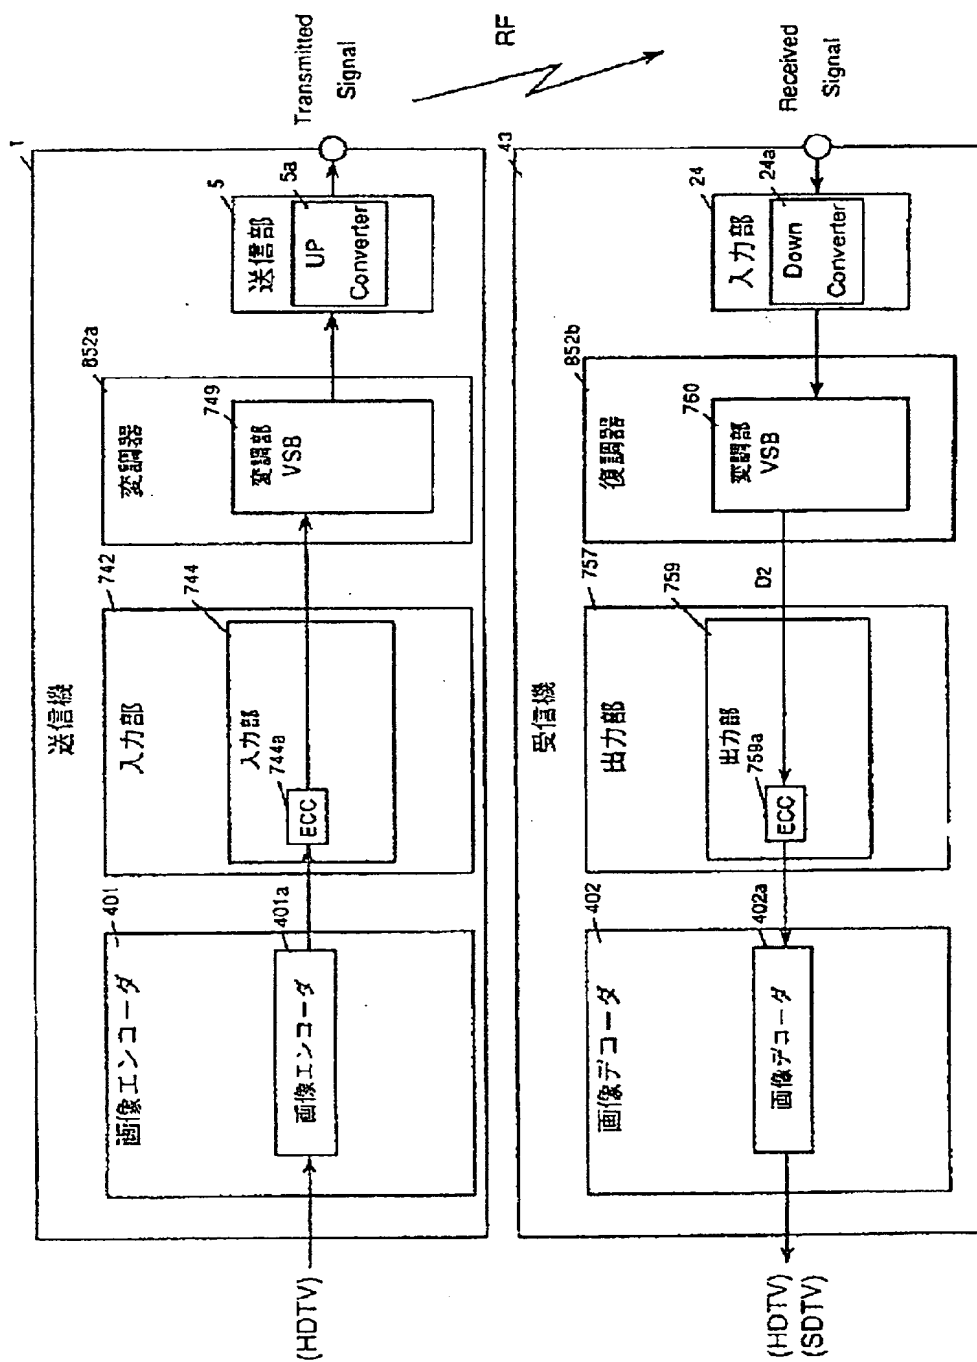 (HDTV)
送信機
1
画像エンコーダ
401
画像エンコーダ
401a
入力部
742
入力部
744
744a
ECC
変調器
852a
749
変調部
VSB
送信部
5
5a
UP
Converter
Transmitted
Signal
RF
(HDTV)
(SDTV)
受信機
43
画像デコーダ
402
画像デコーダ
402a
出力部
757
出力部
759
759a
ECC
D2
復調器
852b
760
変調部
VSB
入力部
24
24a
Down
Converter
Received
Signal